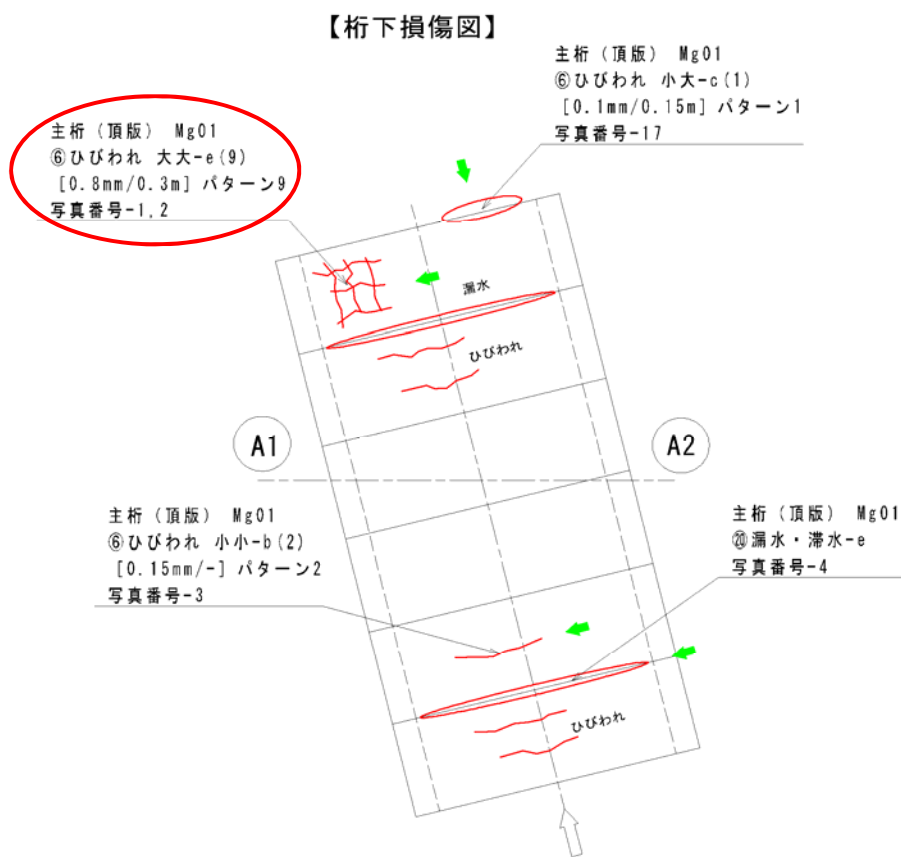 【桁下損傷図】
主桁（頂版） Mg01
⑥ひびわれ 小大-c(1)
[0.1mm/0.15m] パターン1
写真番号-17
主桁（頂版） Mg01
⑥ひびわれ 大大-e(9)
[0.8mm/0.3m] パターン9
写真番号-1,2
漏水
ひびわれ
A1
A2
主桁（頂版） Mg01
⑥ひびわれ 小小-b(2)
[0.15mm/-] パターン2
写真番号-3
主桁（頂版） Mg01
⑳漏水・滞水-e
写真番号-4
ひびわれ